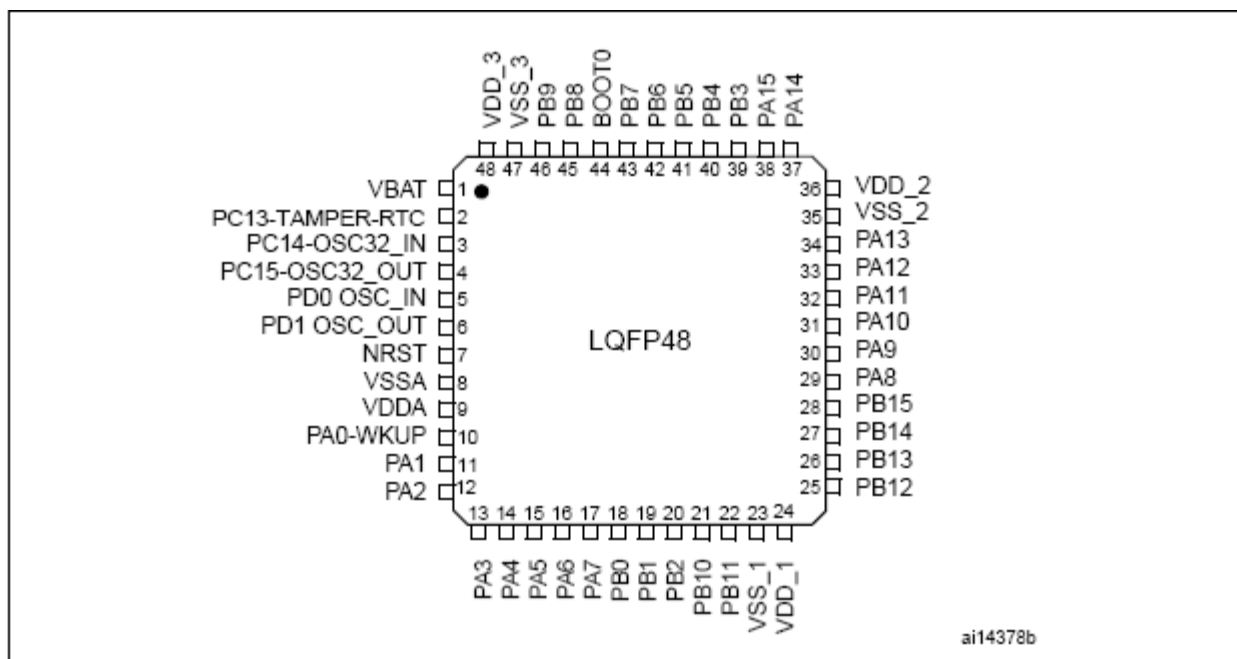 VDD_3
VSS_3
PB9
PB8
BOOT0
PB7
PB6
PB5
PB4
PB3
PA15
PA14
48 47 46 45 44 43 42 41 40 39 38 37
VBAT 1
PC13-TAMPER-RTC 2
PC14-OSC32_IN 3
PC15-OSC32_OUT 4
PD0 OSC_IN 5
PD1 OSC_OUT 6
NRST 7
VSSA 8
VDDA 9
PA0-WKUP 10
PA1 11
PA2 12
LQFP48
36 VDD_2
35 VSS_2
34 PA13
33 PA12
32 PA11
31 PA10
30 PA9
29 PA8
28 PB15
27 PB14
26 PB13
25 PB12
13 14 15 16 17 18 19 20 21 22 23 24
PA3
PA4
PA5
PA6
PA7
PB0
PB1
PB2
PB10
PB11
VSS_1
VDD_1
ai14378b